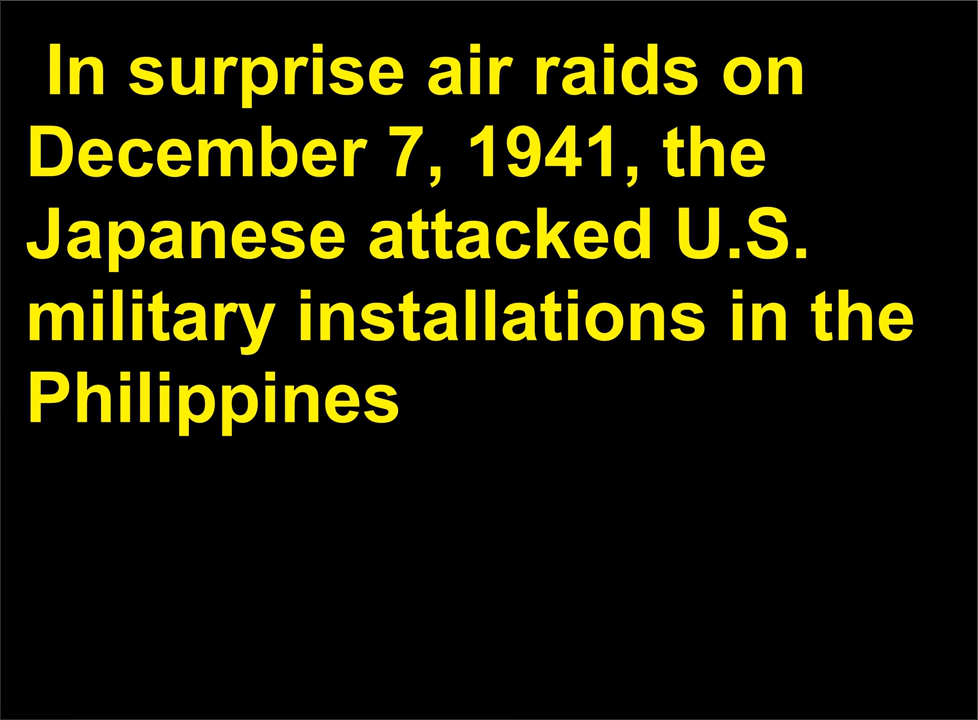 In surprise air raids on
December 7, 1941, the
Japanese attacked U.S.
military installations in the
Philippines